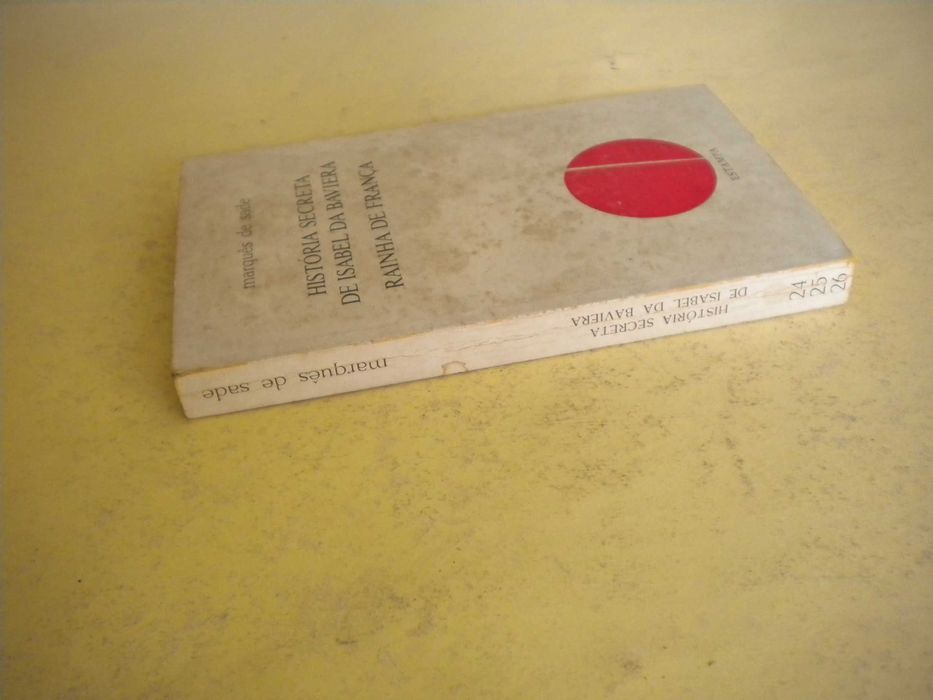 marquês de sade
HISTÓRIA SECRETA
DE ISABEL DA BAVIERA
RAINHA DE FRANÇA
ESTAMPA
marquês de sade
HISTÓRIA SECRETA
DE ISABEL DA BAVIERA
24
25
26